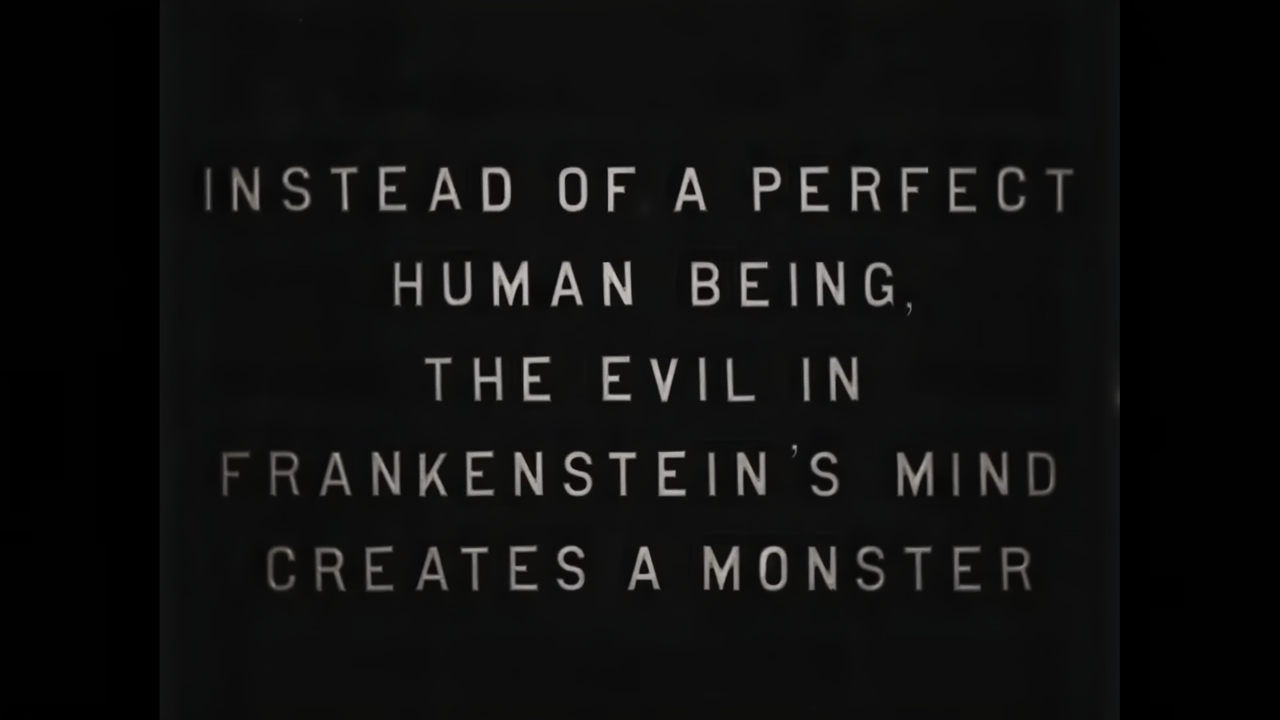 INSTEAD OF A PERFECT
HUMAN BEING,
THE EVIL IN
FRANKENSTEIN'S MIND
CREATES A MONSTER